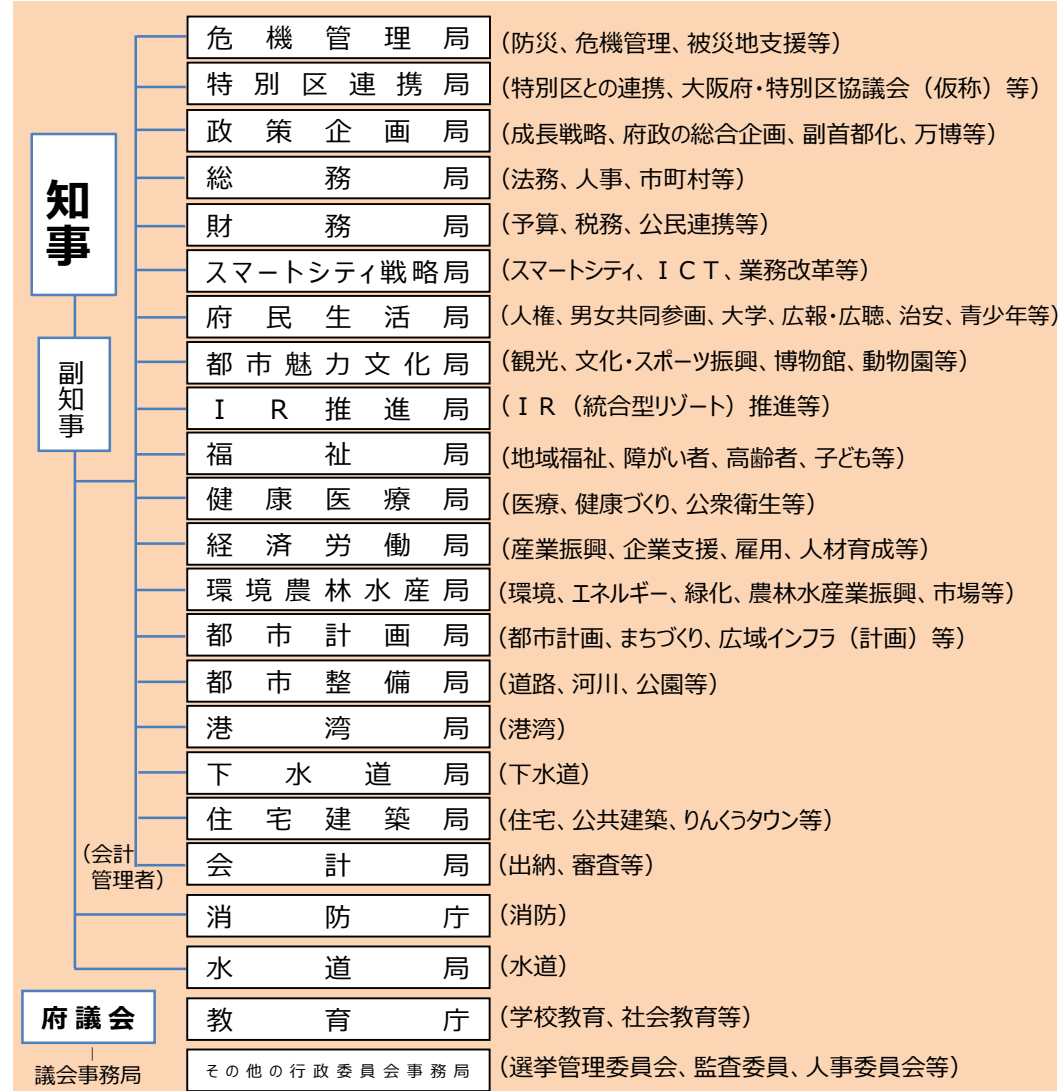 知事
副知事
危機管理局 (防災、危機管理、被災地支援等)
特別区連携局 (特別区との連携、大阪府・特別区協議会（仮称）等)
政策企画局 (成長戦略、府政の総合企画、副首都化、万博等)
総務局 (法務、人事、市町村等)
財務局 (予算、税務、公民連携等)
スマートシティ戦略局 (スマートシティ、ＩＣＴ、業務改革等)
府民生活局 (人権、男女共同参画、大学、広報・広聴、治安、青少年等)
都市魅力文化局 (観光、文化・スポーツ振興、博物館、動物園等)
ＩＲ推進局 (ＩＲ（統合型リゾート）推進等)
福祉局 (地域福祉、障がい者、高齢者、子ども等)
健康医療局 (医療、健康づくり、公衆衛生等)
経済労働局 (産業振興、企業支援、雇用、人材育成等)
環境農林水産局 (環境、エネルギー、緑化、農林水産業振興、市場等)
都市計画局 (都市計画、まちづくり、広域インフラ（計画）等)
都市整備局 (道路、河川、公園等)
港湾局 (港湾)
下水道局 (下水道)
住宅建築局 (住宅、公共建築、りんくうタウン等)
(会計
管理者)
会計局 (出納、審査等)
消防庁 (消防)
水道局 (水道)
府議会
議会事務局
教育庁 (学校教育、社会教育等)
その他の行政委員会事務局 (選挙管理委員会、監査委員、人事委員会等)